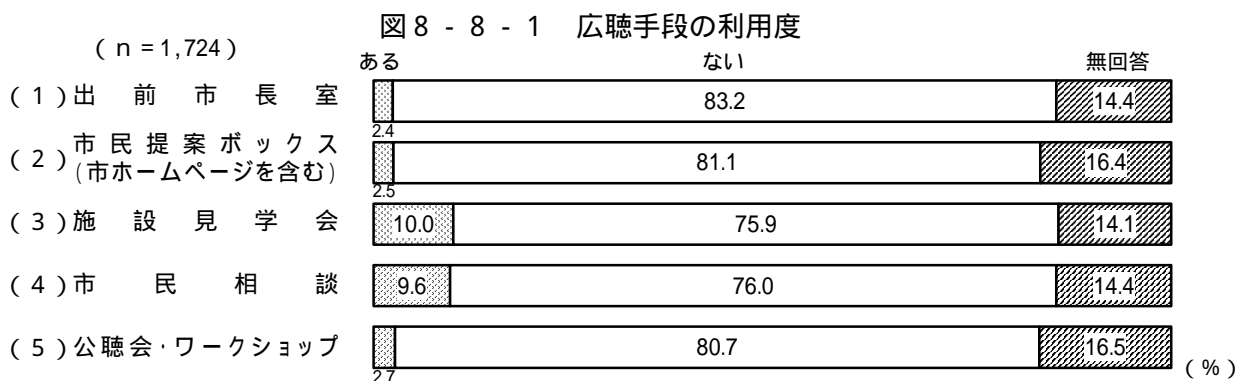 図8-8-1 広聴手段の利用度
(n=1,724)
ある ない 無回答
(1)出前市長室 83.2 14.4
2.4
(2)市民提案ボックス 81.1 16.4
(市ホームページを含む)
2.5
(3)施設見学会 10.0 75.9 14.1
(4)市民相談 9.6 76.0 14.4
(5)公聴会・ワークショップ 80.7 16.5
2.7
(%)